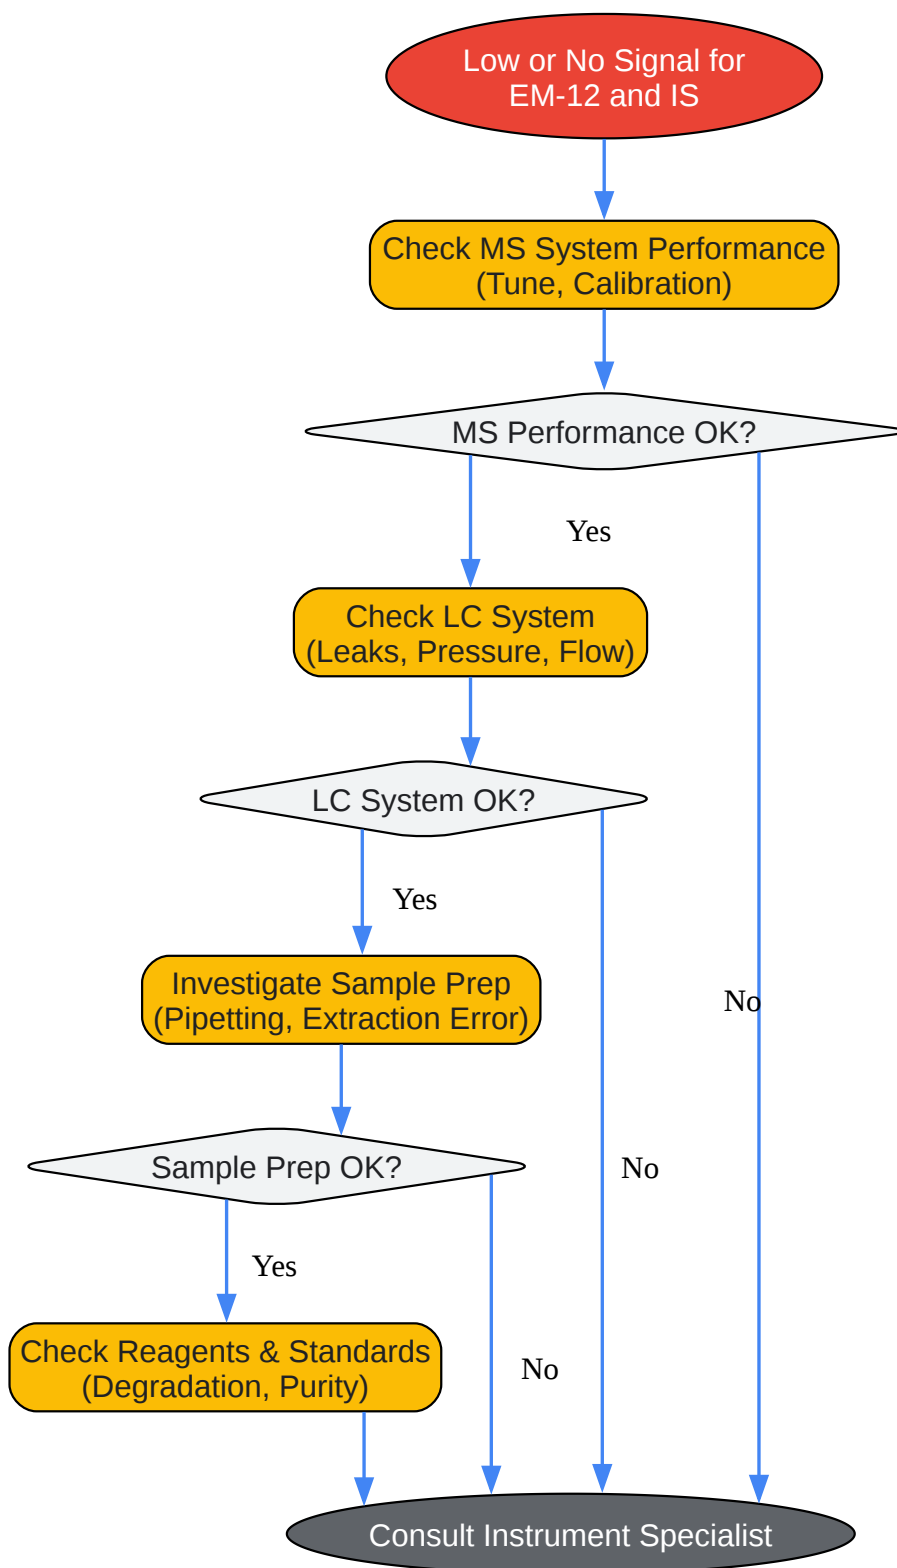 Low or No Signal for
EM-12 and IS
Check MS System Performance
(Tune, Calibration)
MS Performance OK?
Yes
Check LC System
(Leaks, Pressure, Flow)
LC System OK?
Yes
Investigate Sample Prep
(Pipetting, Extraction Error)
No
Sample Prep OK?
No
Yes
Check Reagents & Standards
(Degradation, Purity)
No
Consult Instrument Specialist